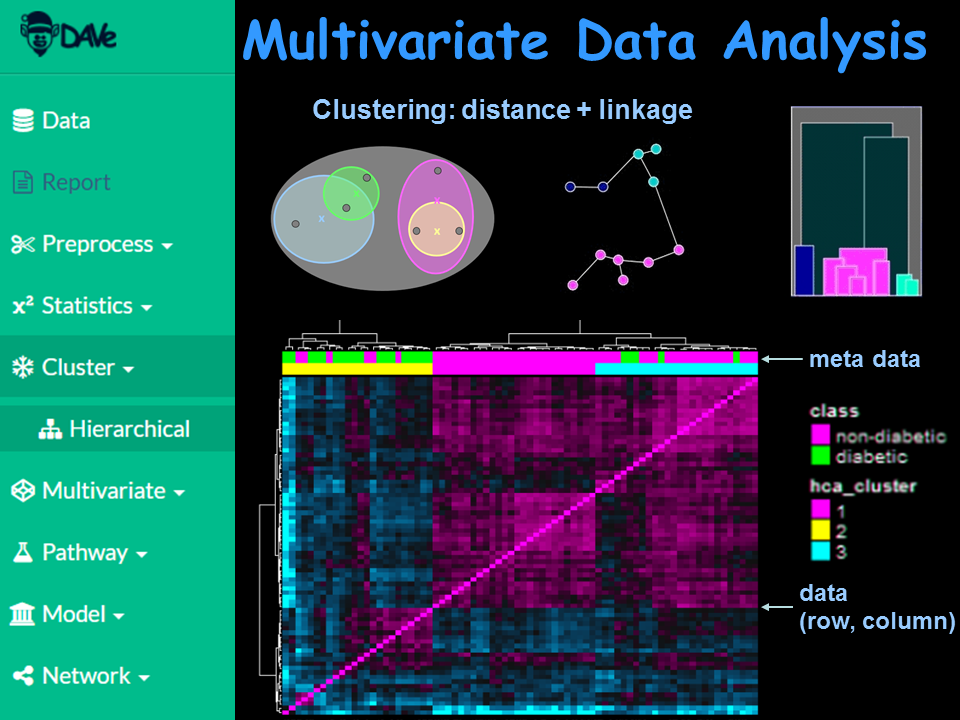 DAVe
Multivariate Data Analysis
Data
Report
Preprocess
x² Statistics
Cluster
Hierarchical
Multivariate
Pathway
Model
Network
Clustering: distance + linkage
x
x
x
x
meta data
class
non-diabetic
diabetic
hca_cluster
1
2
3
data
(row, column)